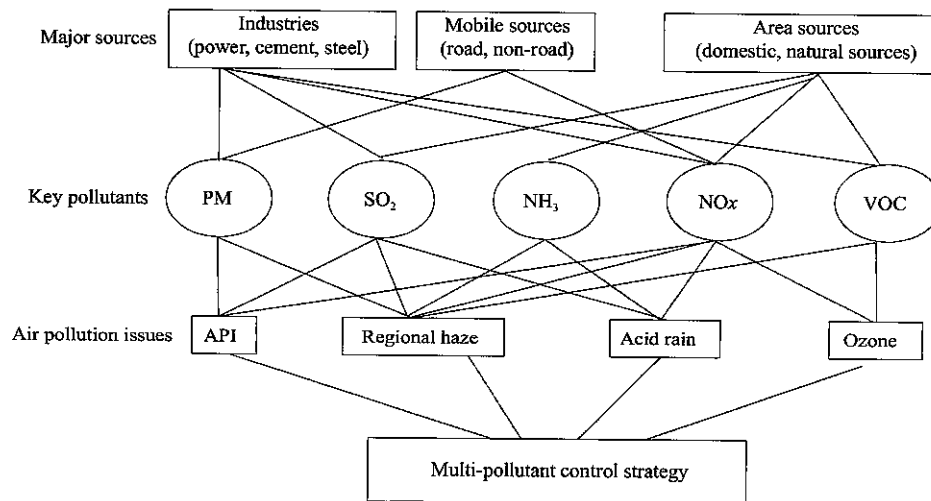 Major sources
Industries
(power, cement, steel)
Mobile sources
(road, non-road)
Area sources
(domestic, natural sources)
Key pollutants
PM
SO₂
NH₃
NOx
VOC
Air pollution issues
API
Regional haze
Acid rain
Ozone
Multi-pollutant control strategy